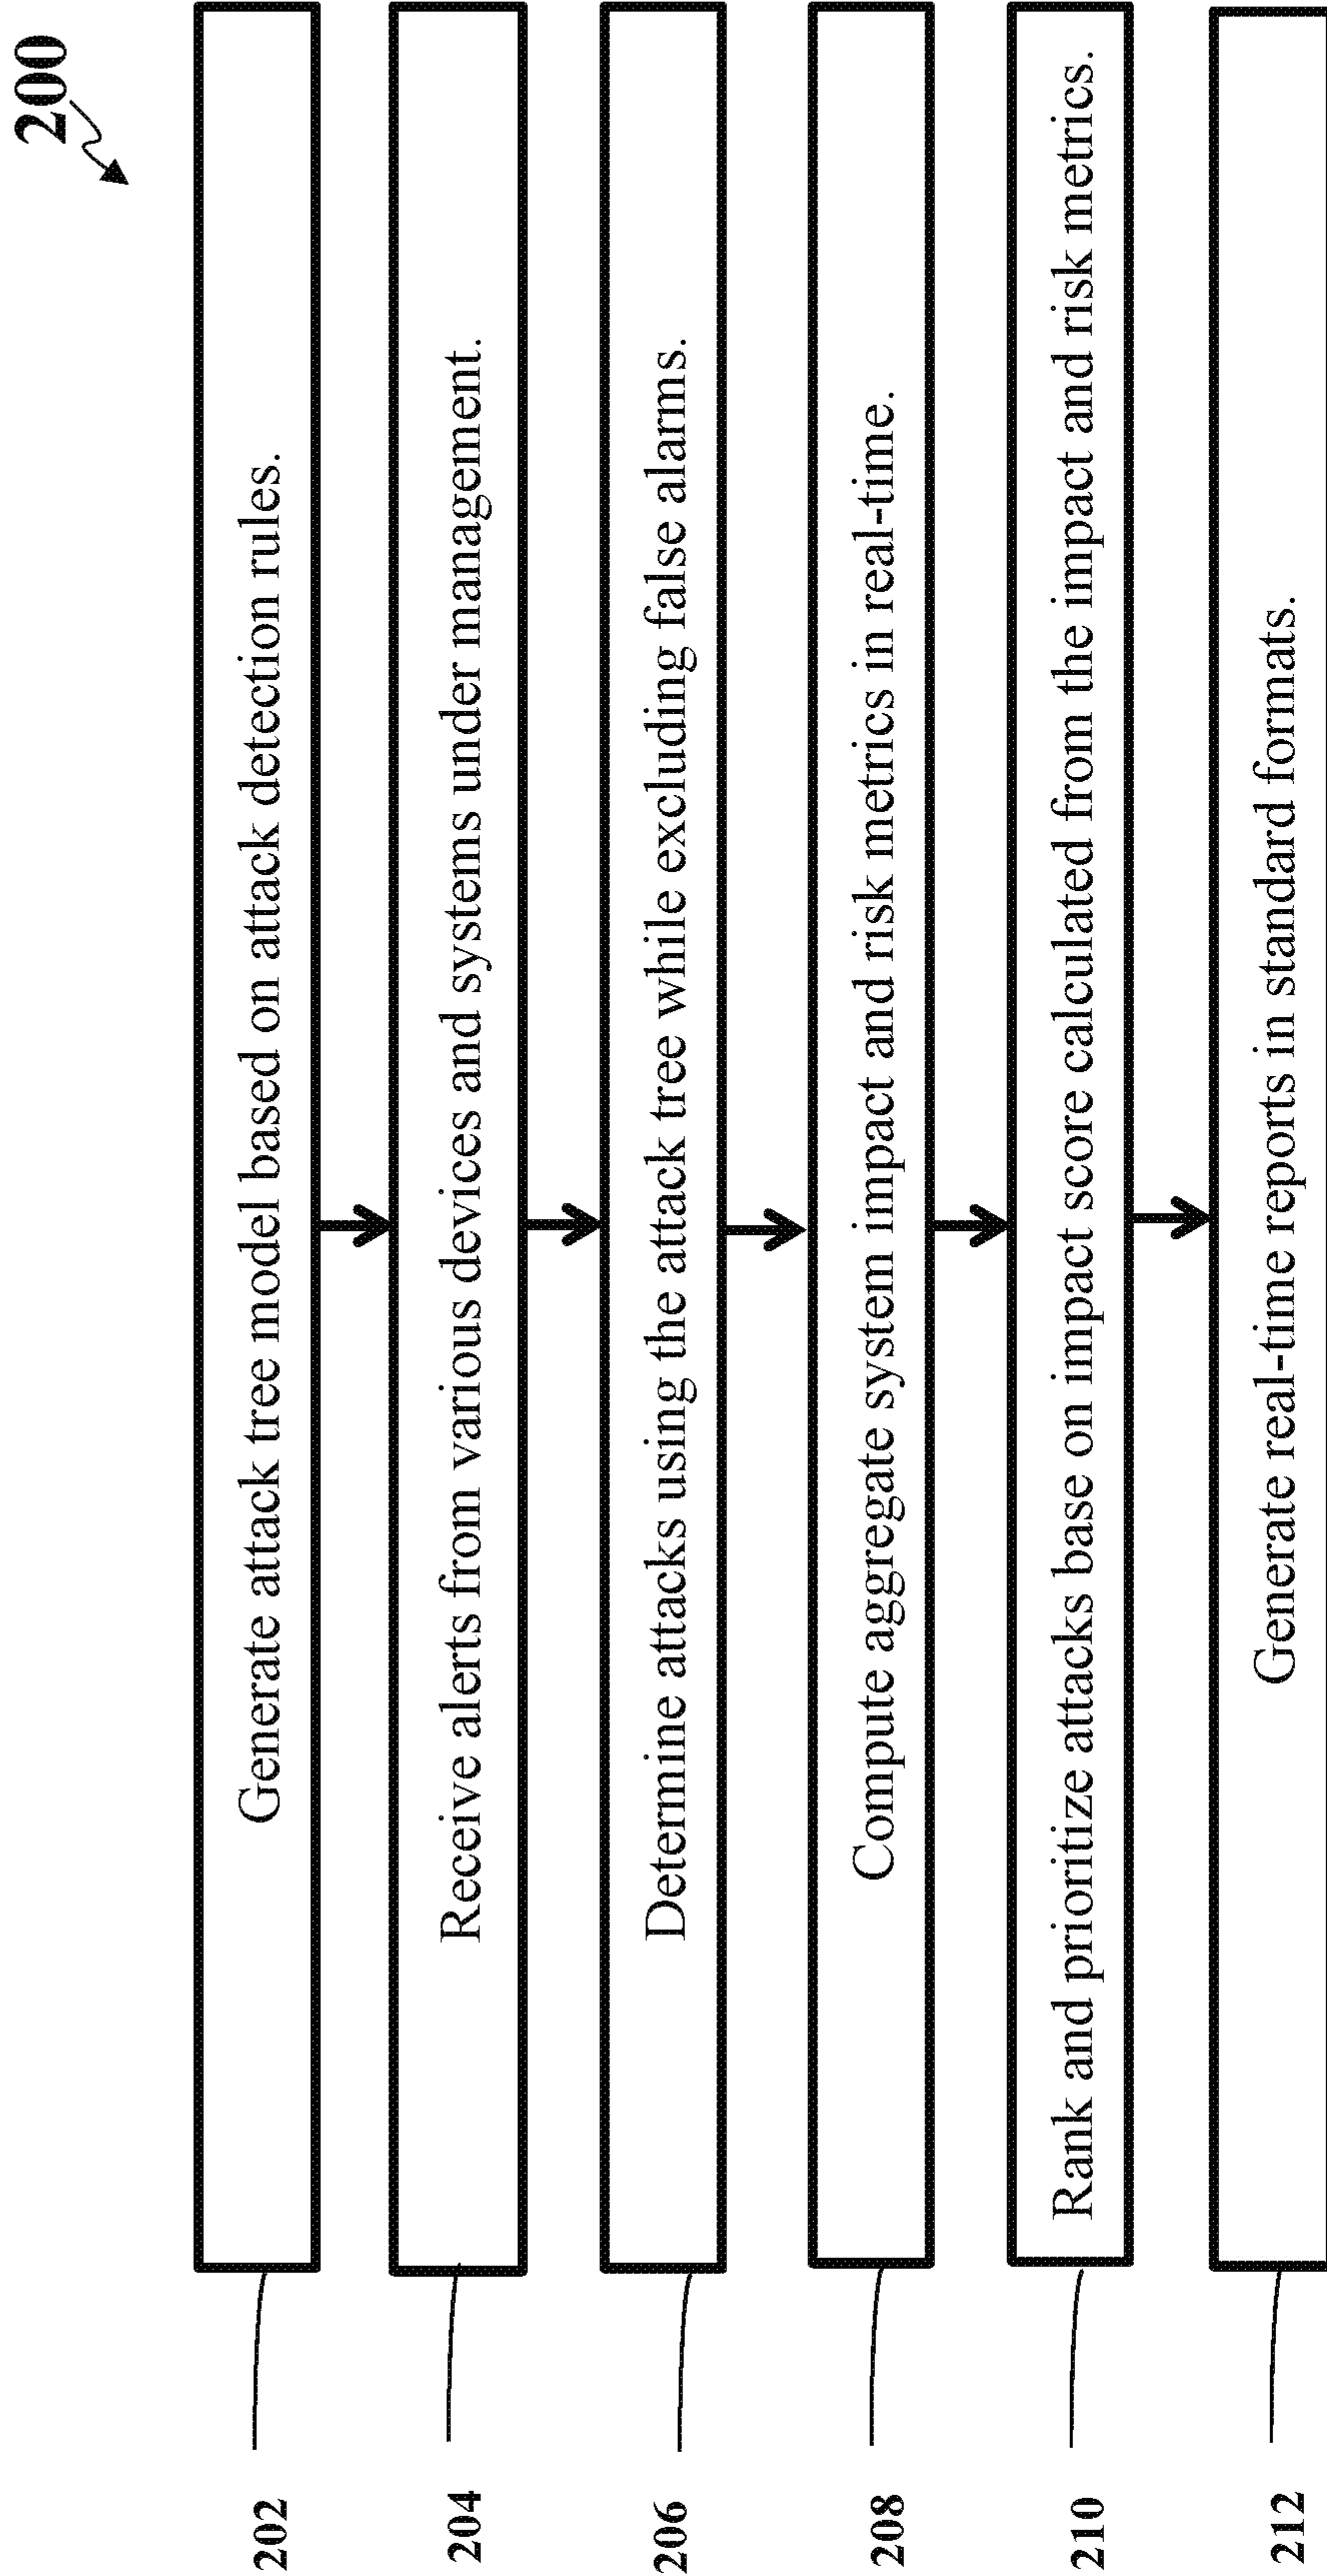 200
202
Generate attack tree model based on attack detection rules.
204
Receive alerts from various devices and systems under management.
206
Determine attacks using the attack tree while excluding false alarms.
208
Compute aggregate system impact and risk metrics in real-time.
210
Rank and prioritize attacks base on impact score calculated from the impact and risk metrics.
212
Generate real-time reports in standard formats.